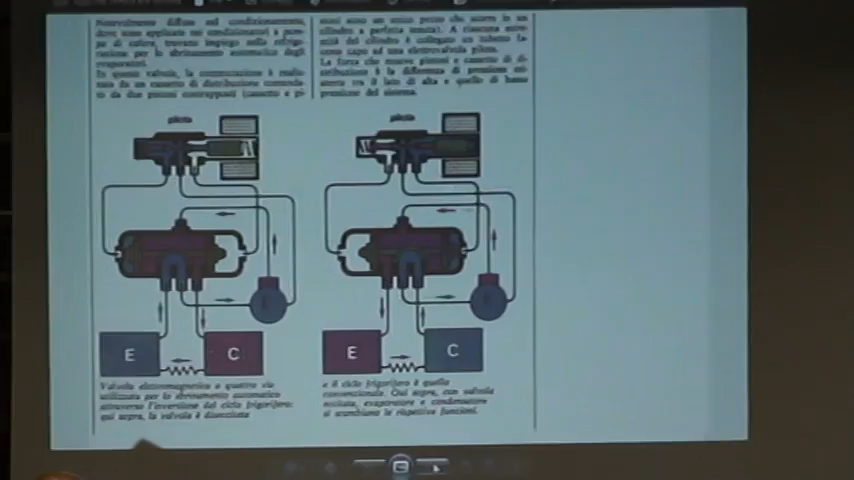 Notevolmente diffuse nel condizionamento,
dove sono applicate nei condizionatori a pom-
pa di calore, trovano impiego nella refrige-
razione per lo sbrinamento automatico degli
evaporatori.
In questa valvola, la commutazione è realiz-
zata da un cassetto di distribuzione comanda-
to da due pistoni contrapposti (cassetto e pi-
stoni sono un unico pezzo che scorre in un
cilindro a perfetta tenuta). A ciascuna estre-
mità del cilindro è collegato un tubetto fa-
cente capo ad una elettrovalvola pilota.
La forza che muove pistoni e cassetto di di-
stribuzione è la differenza di pressione esi-
stente tra il lato di alta e quello di bassa
pressione del sistema.
pilota
pilota
E
C
E
C
Valvola elettromagnetica a quattro vie
utilizzata per lo sbrinamento automatico
attraverso l'inversione del ciclo frigorifero:
qui sopra, la valvola è diseccitata
e il ciclo frigorifero è quello
convenzionale. Qui sopra, con valvola
eccitata, evaporatore e condensatore
si scambiano le rispettive funzioni.